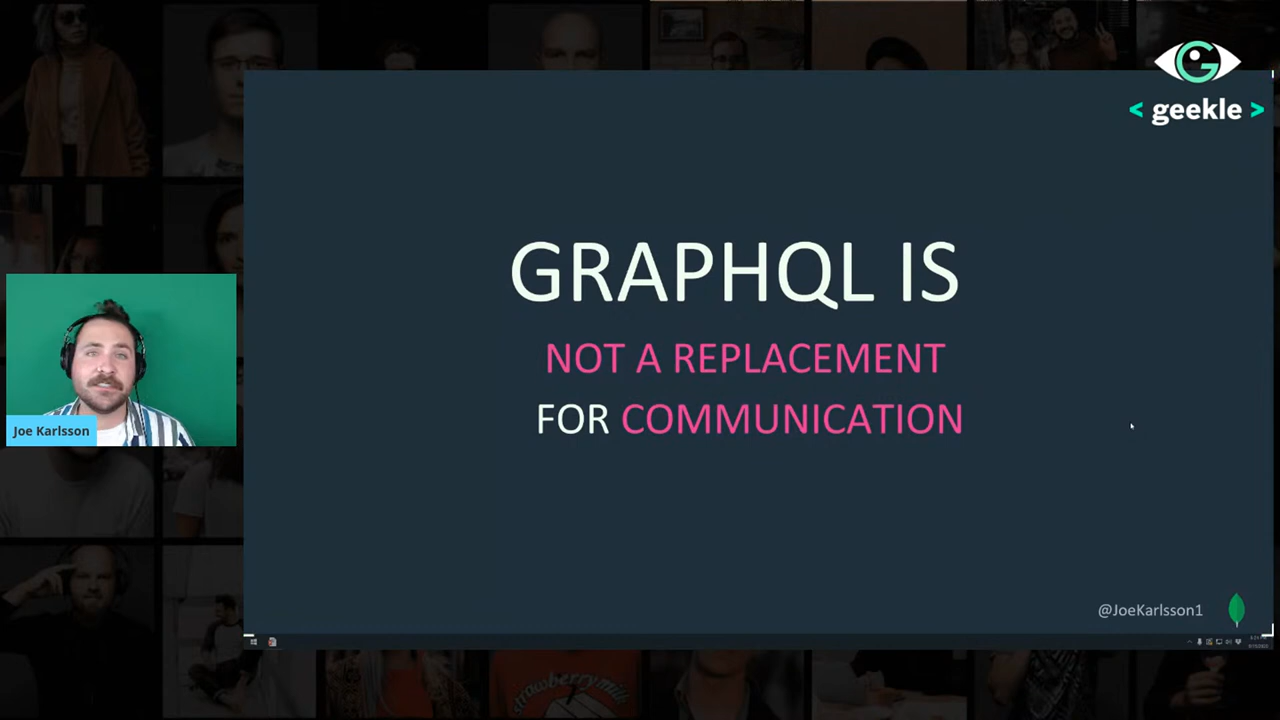 < geekle >
GRAPHQL IS
NOT A REPLACEMENT
FOR COMMUNICATION
Joe Karlsson
@JoeKarlsson1